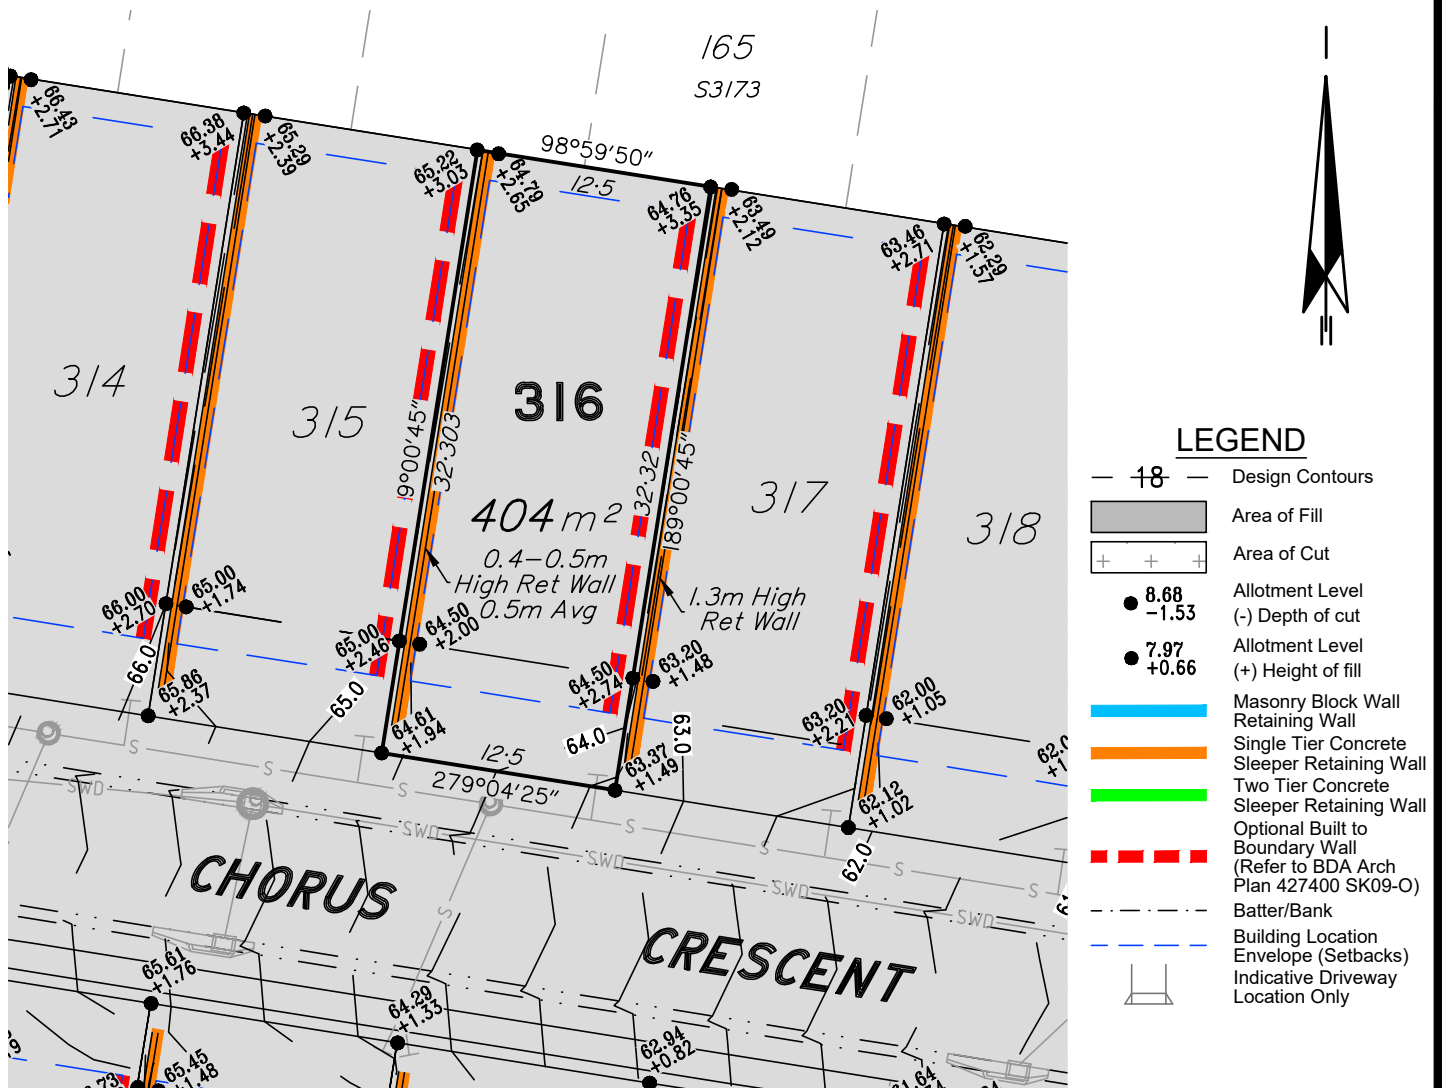 165
S3173
98°59'50"
12·5
66.43
+2.71
66.38
+3.44
65.29
+2.39
65.22
+3.03
64.79
+2.65
64.76
+3.35
63.49
+2.12
63.46
+2.71
62.29
+1.57
314
315
316
317
318
9°00'45"
32·303
32·32
189°00'45"
404m²
0.4-0.5m
High Ret Wall
0.5m Avg
1.3m High
Ret Wall
66.00
+2.70
65.00
+1.74
65.00
+2.46
64.50
+2.00
64.50
+2.74
63.20
+1.48
63.20
+2.21
62.00
+1.05
66.0
65.86
+2.37
65.0
64.61
+1.94
64.0
63.37
+1.49
63.0
62.12
+1.02
62.0
12·5
279°04'25"
S
S
S
S
S
S
S
S
SWD
SWD
SWD
SWD
SWD
CHORUS
CRESCENT
65.61
+1.76
64.29
+1.33
62.94
+0.82
65.45
+1.48
LEGEND
18 Design Contours
Area of Fill
Area of Cut
8.68
-1.53
Allotment Level
(-) Depth of cut
7.97
+0.66
Allotment Level
(+) Height of fill
Masonry Block Wall
Retaining Wall
Single Tier Concrete
Sleeper Retaining Wall
Two Tier Concrete
Sleeper Retaining Wall
Optional Built to
Boundary Wall
(Refer to BDA Arch
Plan 427400 SK09-O)
Batter/Bank
Building Location
Envelope (Setbacks)
Indicative Driveway
Location Only